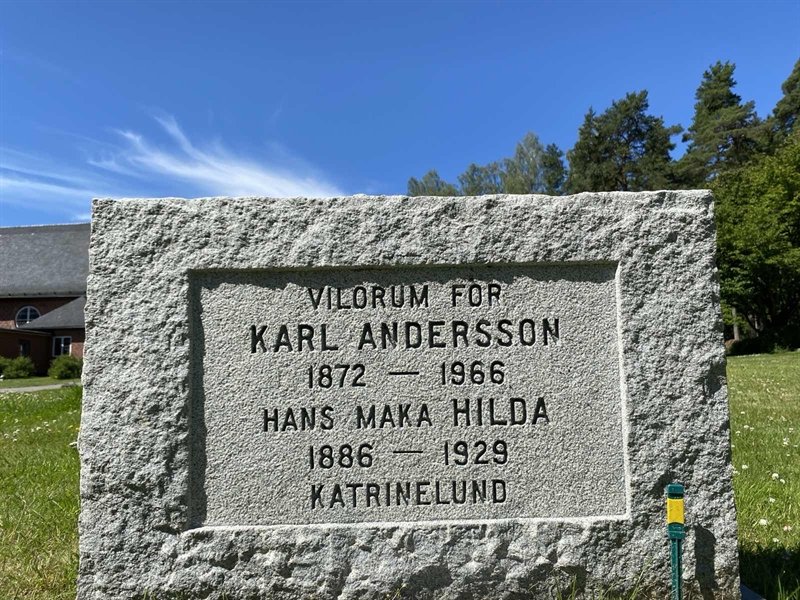 VILORUM FÖR
KARL ANDERSSON
1872 — 1966
HANS MAKA HILDA
1886 — 1929
KATRINELUND